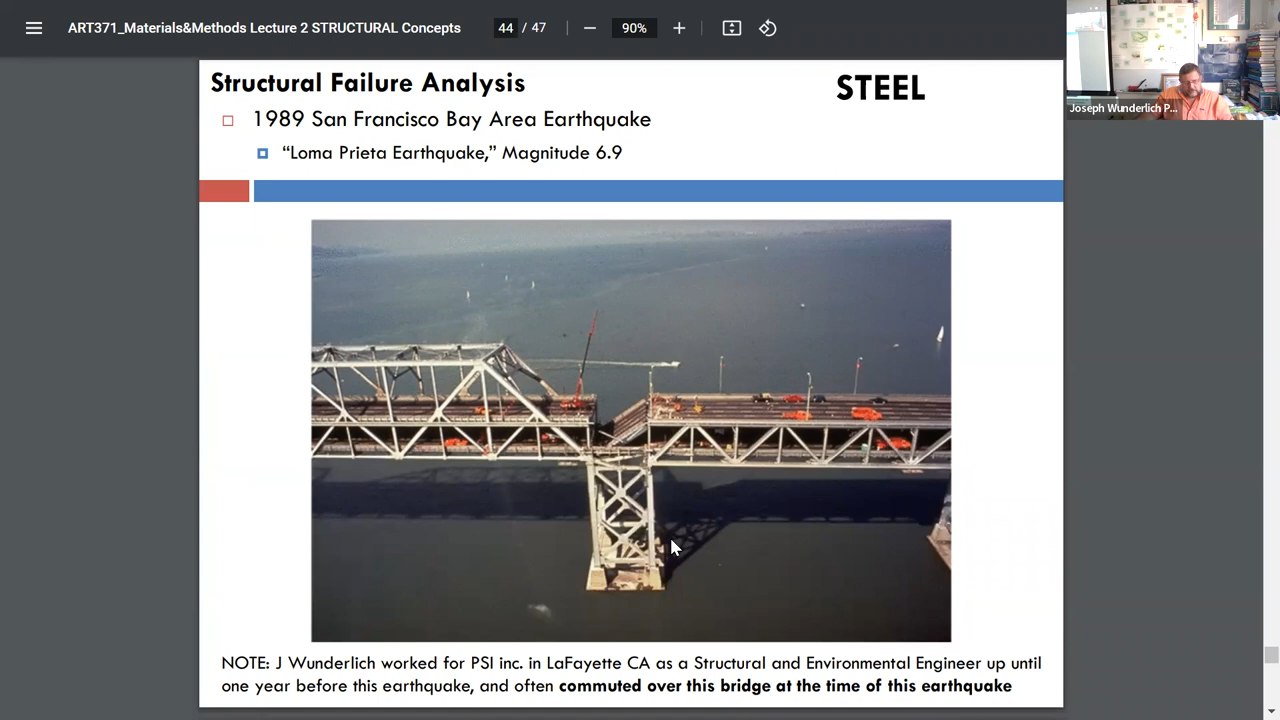 ART371_Materials&Methods Lecture 2 STRUCTURAL Concepts
44 / 47
90%
Joseph Wunderlich P...
Structural Failure Analysis
STEEL
1989 San Francisco Bay Area Earthquake
“Loma Prieta Earthquake,” Magnitude 6.9
NOTE: J Wunderlich worked for PSI inc. in LaFayette CA as a Structural and Environmental Engineer up until
one year before this earthquake, and often commuted over this bridge at the time of this earthquake